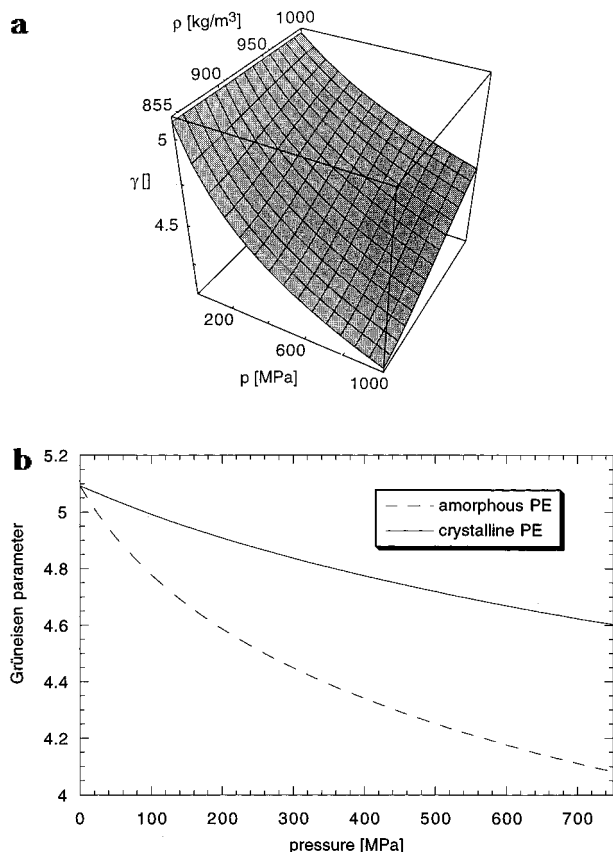 a
ρ [kg/m³]
1000
950
900
855
5
γ []
4.5
200
600
p [MPa]
1000
b
5.2
5
4.8
4.6
4.4
4.2
4
Grüneisen parameter
amorphous PE
crystalline PE
0 100 200 300 400 500 600 700
pressure [MPa]